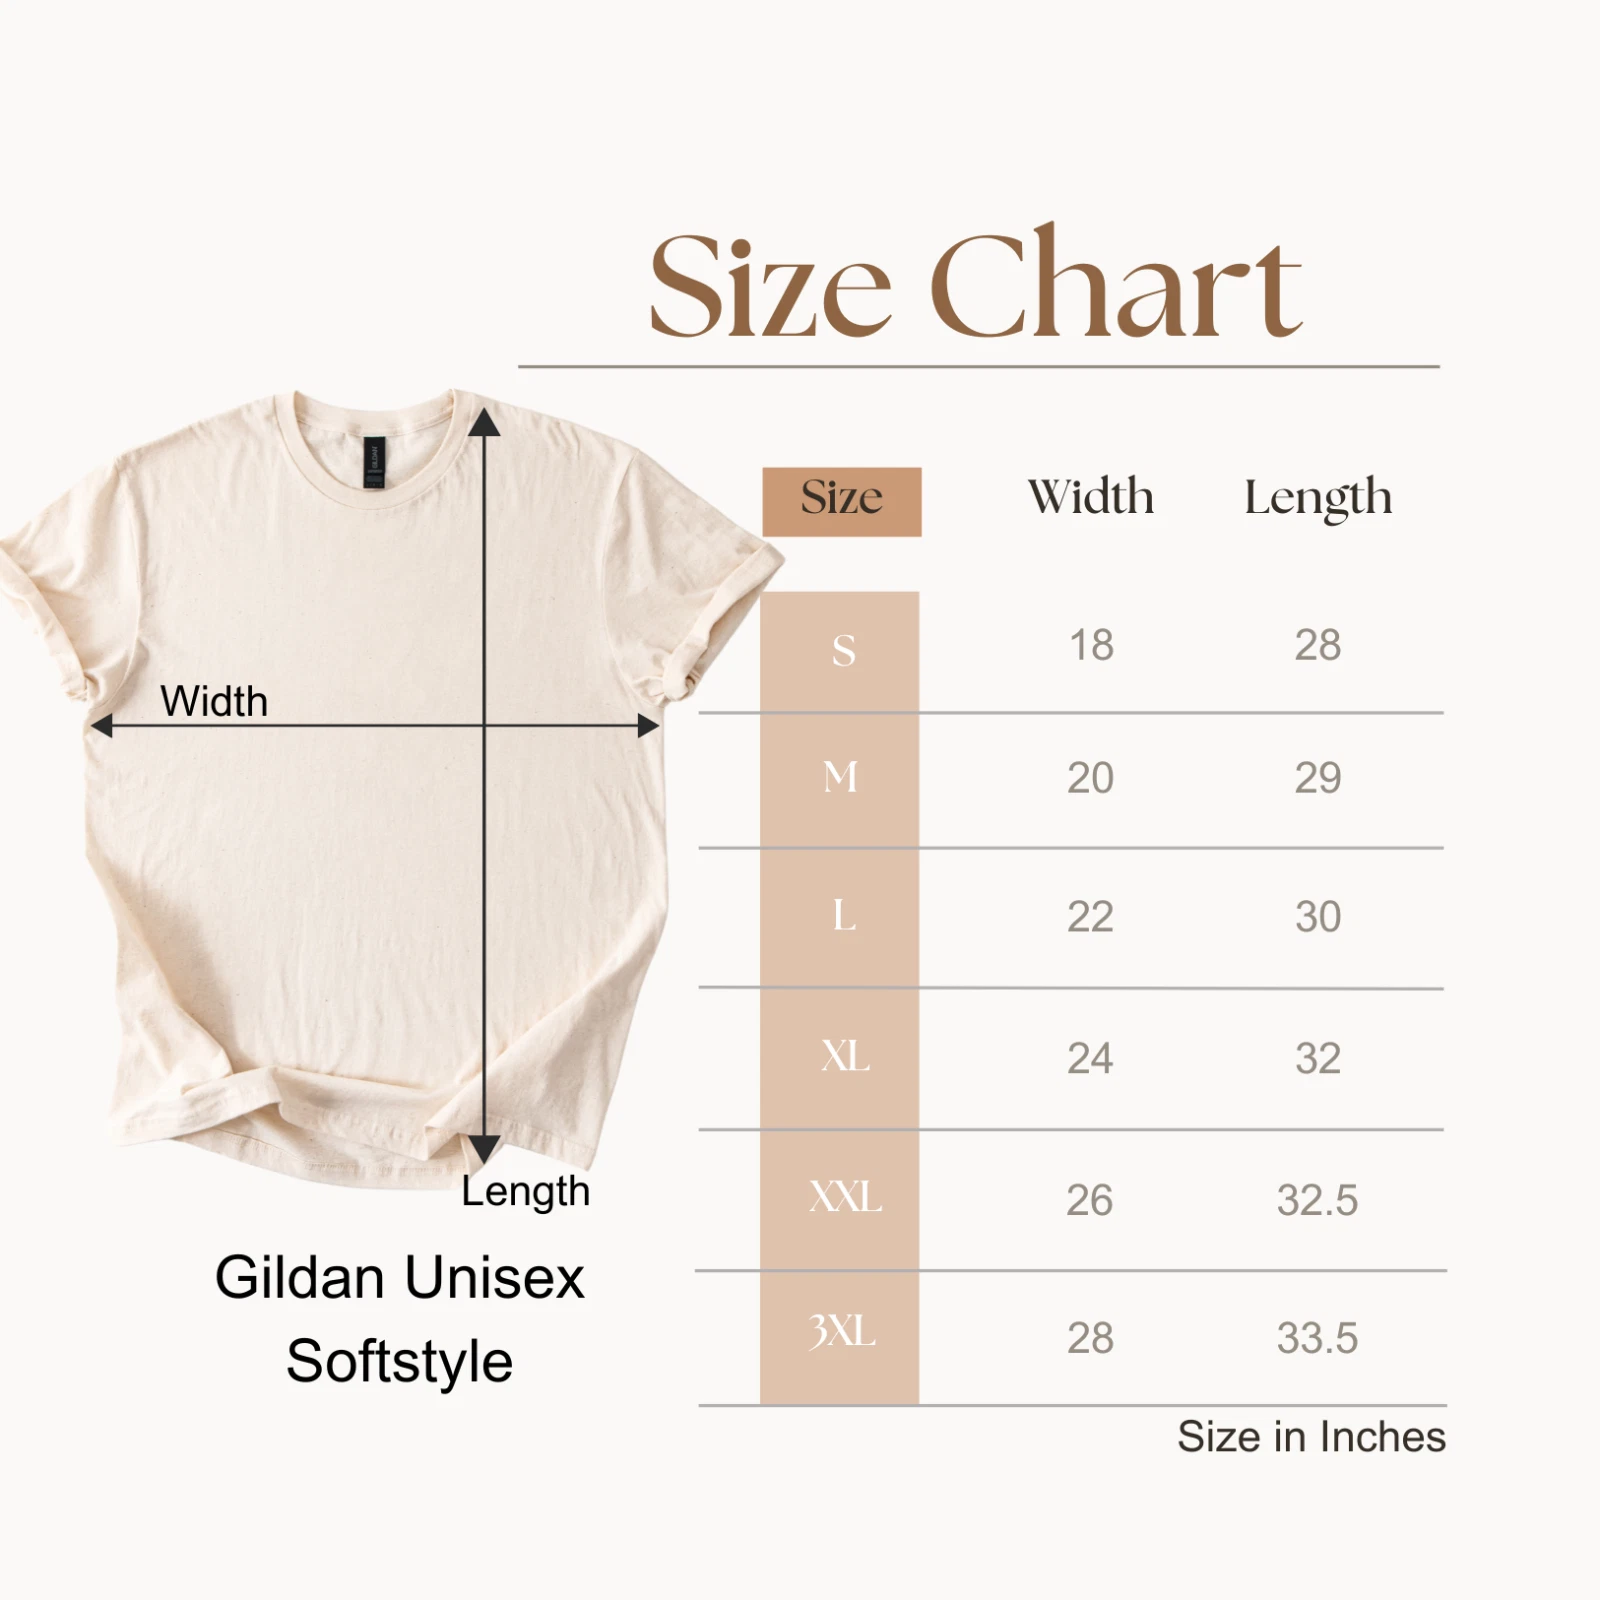 Size Chart
GILDAN
Size Width Length
S 18 28
Width
M 20 29
L 22 30
XL 24 32
Length
XXL 26 32.5
Gildan Unisex
Softstyle
3XL 28 33.5
Size in Inches